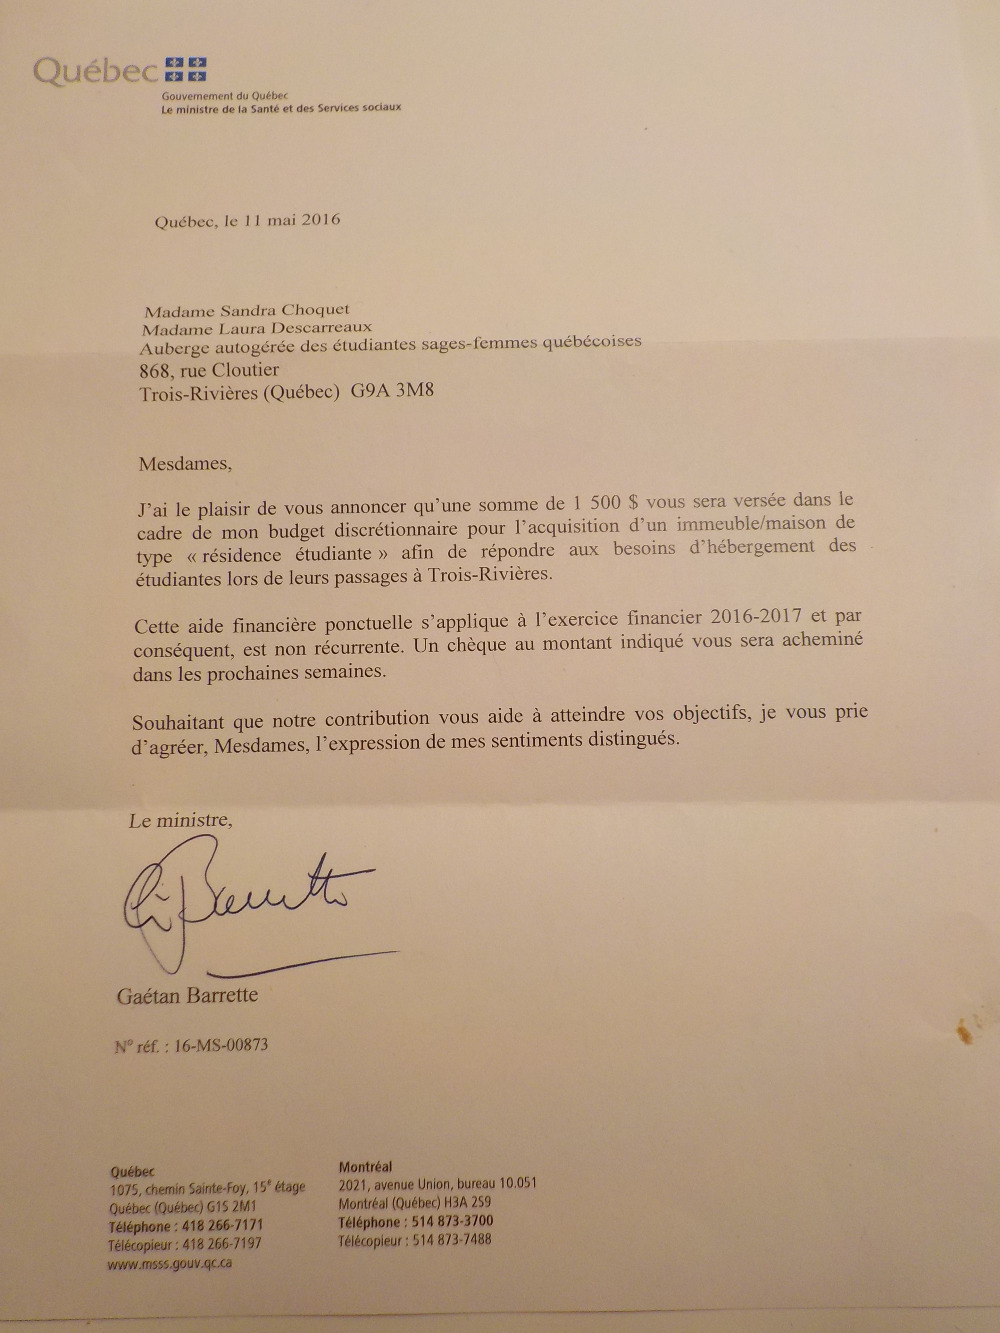 Québec
Gouvernement du Québec
Le ministre de la Santé et des Services sociaux
Québec, le 11 mai 2016
Madame Sandra Choquet
Madame Laura Descarreaux
Auberge autogérée des étudiantes sages-femmes québécoises
868, rue Cloutier
Trois-Rivières (Québec)  G9A 3M8
Mesdames,
J’ai le plaisir de vous annoncer qu’une somme de 1 500 $ vous sera versée dans le
cadre de mon budget discrétionnaire pour l’acquisition d’un immeuble/maison de
type « résidence étudiante » afin de répondre aux besoins d’hébergement des
étudiantes lors de leurs passages à Trois-Rivières.
Cette aide financière ponctuelle s’applique à l’exercice financier 2016-2017 et par
conséquent, est non récurrente. Un chèque au montant indiqué vous sera acheminé
dans les prochaines semaines.
Souhaitant que notre contribution vous aide à atteindre vos objectifs, je vous prie
d’agréer, Mesdames, l’expression de mes sentiments distingués.
Le ministre,
G Barrette
Gaétan Barrette
N° réf. : 16-MS-00873
Québec
1075, chemin Sainte-Foy, 15e étage
Québec (Québec) G1S 2M1
Téléphone : 418 266-7171
Télécopieur : 418 266-7197
www.msss.gouv.qc.ca
Montréal
2021, avenue Union, bureau 10.051
Montréal (Québec) H3A 2S9
Téléphone : 514 873-3700
Télécopieur : 514 873-7488